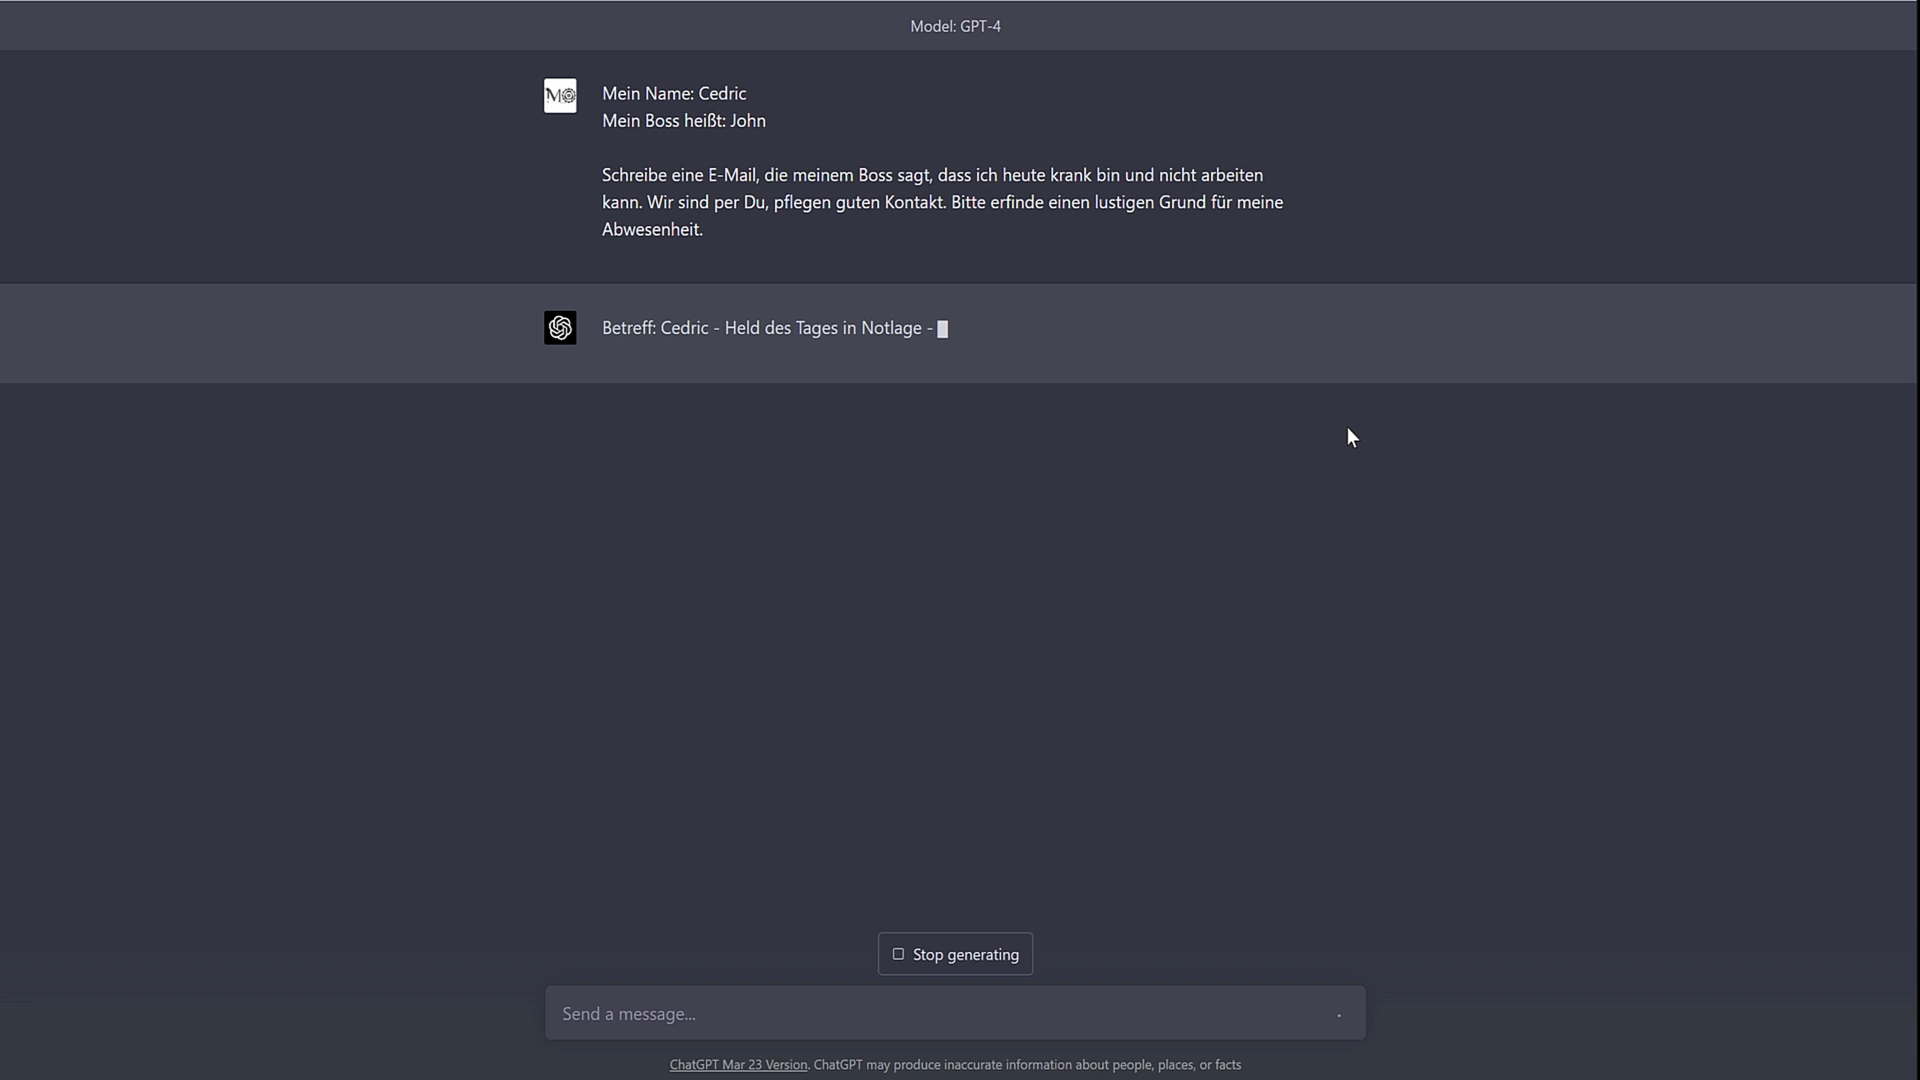 Model: GPT-4
Mein Name: Cedric
Mein Boss heißt: John
Schreibe eine E-Mail, die meinem Boss sagt, dass ich heute krank bin und nicht arbeiten
kann. Wir sind per Du, pflegen guten Kontakt. Bitte erfinde einen lustigen Grund für meine
Abwesenheit.
Betreff: Cedric - Held des Tages in Notlage -
Stop generating
Send a message...
ChatGPT Mar 23 Version. ChatGPT may produce inaccurate information about people, places, or facts